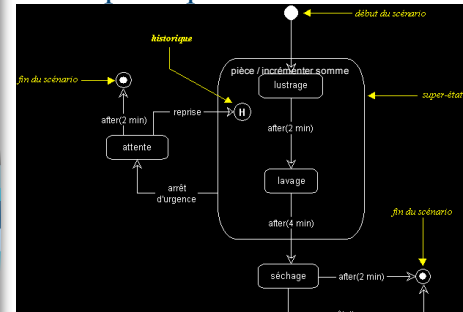 début du scénario
historique
pièce / incrémenter somme
fin du scénario
lustrage
super-état
reprise
H
after(2 min)
after(2 min)
attente
lavage
arrêt
d'urgence
fin du scénario
after(4 min)
séchage
after(2 min)